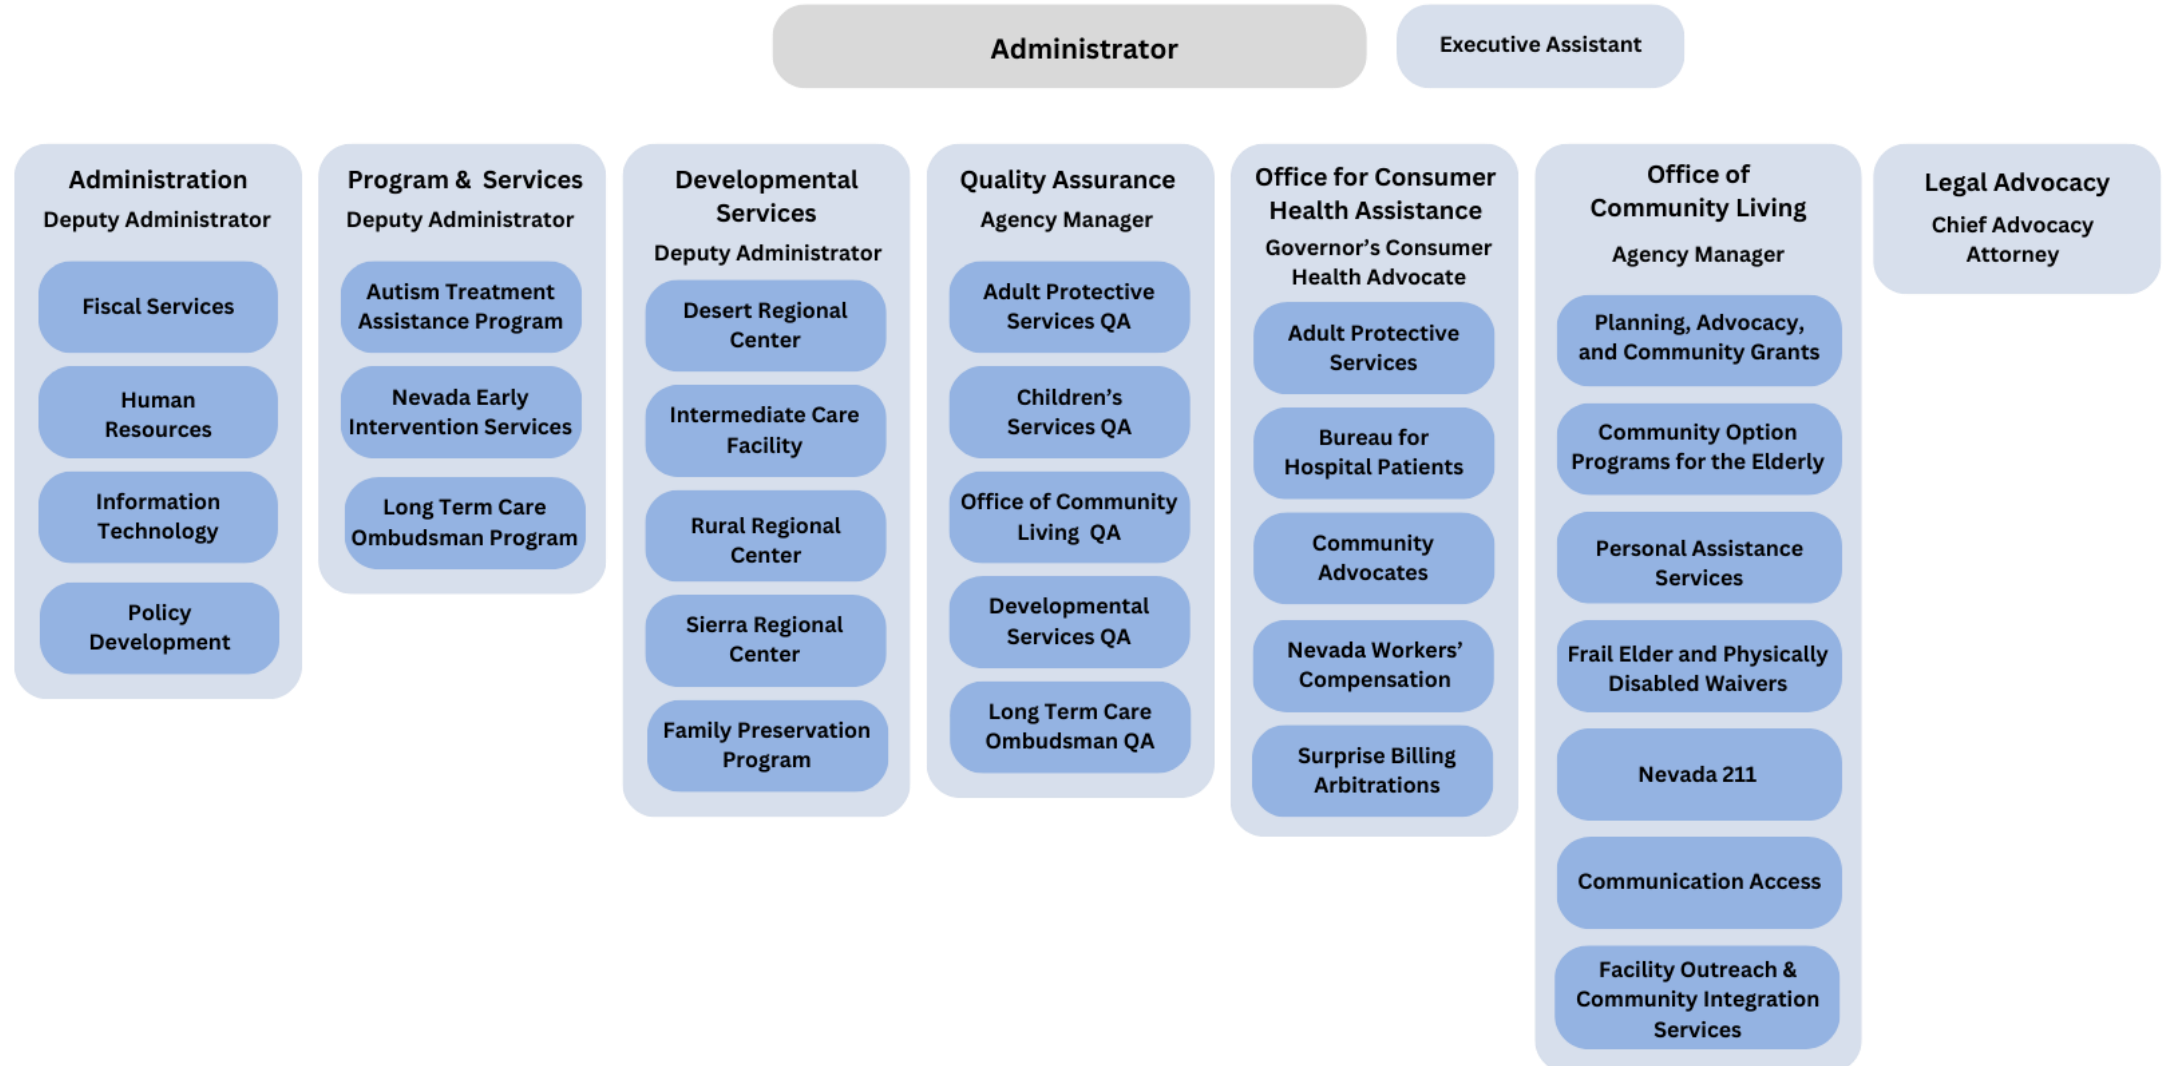 Administrator
Executive Assistant
Administration
Deputy Administrator
Fiscal Services
Human
Resources
Information
Technology
Policy
Development
Program & Services
Deputy Administrator
Autism Treatment
Assistance Program
Nevada Early
Intervention Services
Long Term Care
Ombudsman Program
Developmental
Services
Deputy Administrator
Desert Regional
Center
Intermediate Care
Facility
Rural Regional
Center
Sierra Regional
Center
Family Preservation
Program
Quality Assurance
Agency Manager
Adult Protective
Services QA
Children’s
Services QA
Office of Community
Living QA
Developmental
Services QA
Long Term Care
Ombudsman QA
Office for Consumer
Health Assistance
Governor’s Consumer
Health Advocate
Adult Protective
Services
Bureau for
Hospital Patients
Community
Advocates
Nevada Workers’
Compensation
Surprise Billing
Arbitrations
Office of
Community Living
Agency Manager
Planning, Advocacy,
and Community Grants
Community Option
Programs for the Elderly
Personal Assistance
Services
Frail Elder and Physically
Disabled Waivers
Nevada 211
Communication Access
Facility Outreach &
Community Integration
Services
Legal Advocacy
Chief Advocacy
Attorney